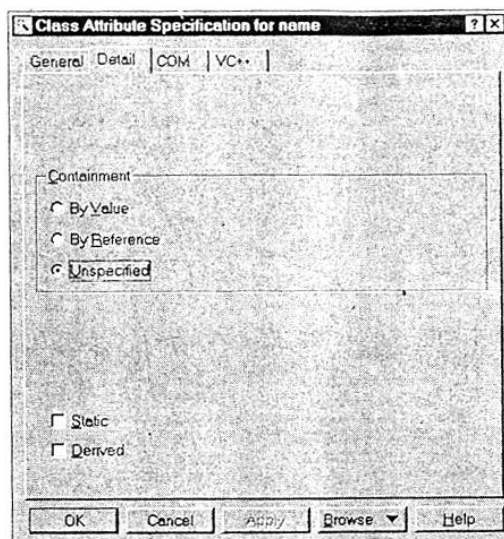 Class Attribute Specification for name
General Detail COM VC++
Containment
By Value
By Reference
Unspecified
Static
Derived
OK Cancel Apply Browse Help